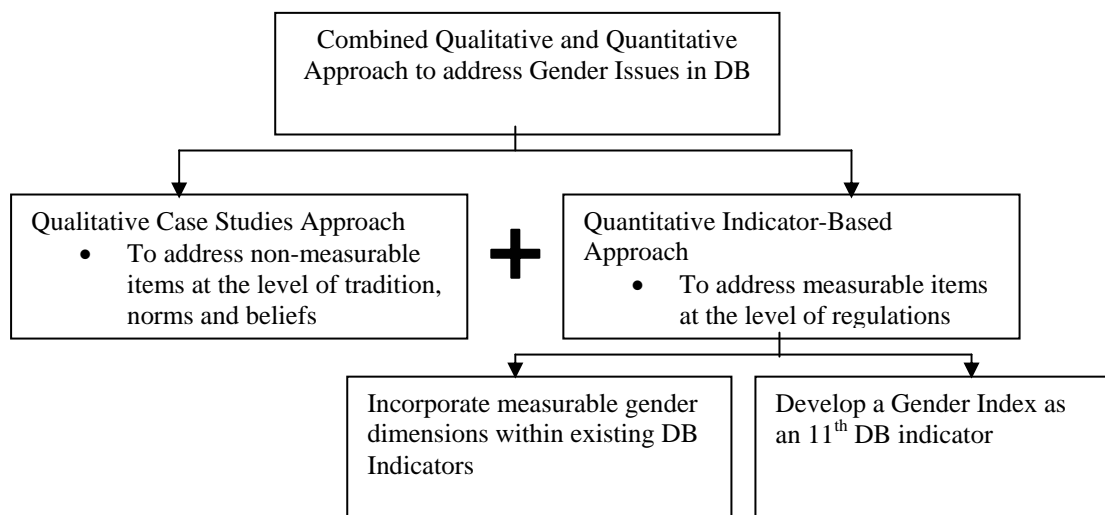 Combined Qualitative and Quantitative
Approach to address Gender Issues in DB
Qualitative Case Studies Approach
• To address non-measurable
items at the level of tradition,
norms and beliefs
+
Quantitative Indicator-Based
Approach
• To address measurable items
at the level of regulations
Incorporate measurable gender
dimensions within existing DB
Indicators
Develop a Gender Index as
an 11th DB indicator